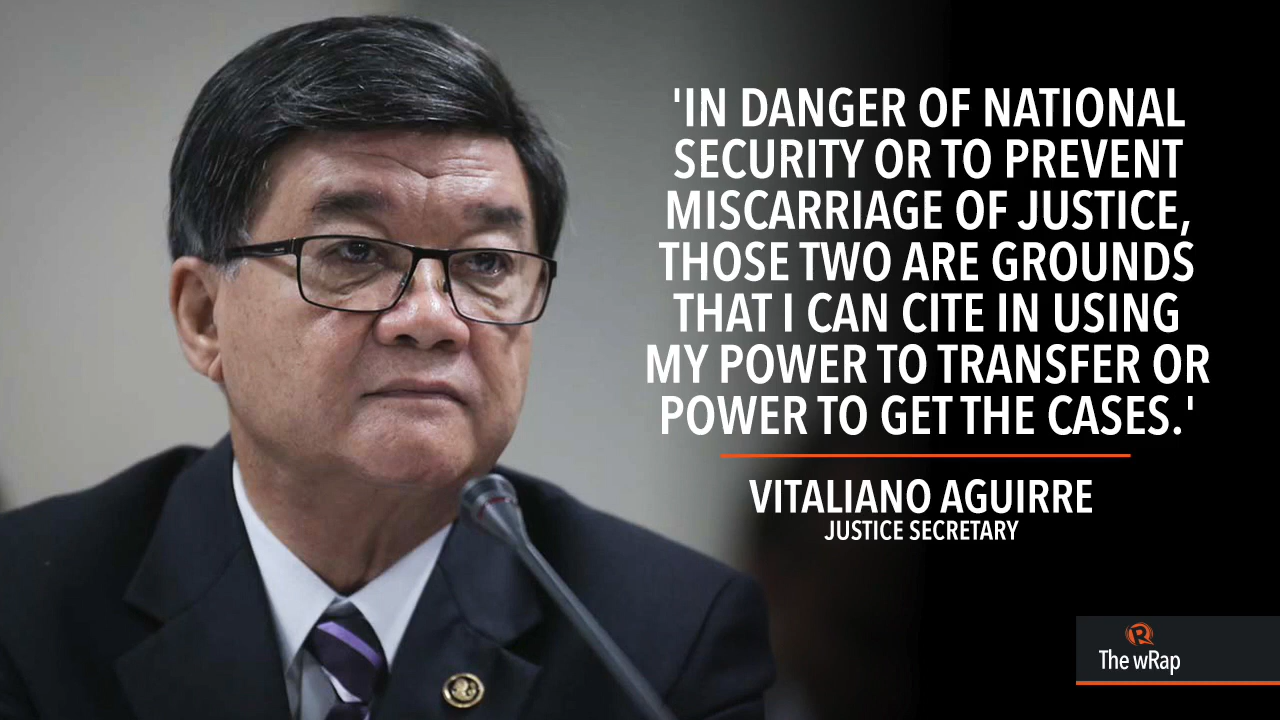 'IN DANGER OF NATIONAL
SECURITY OR TO PREVENT
MISCARRIAGE OF JUSTICE,
THOSE TWO ARE GROUNDS
THAT I CAN CITE IN USING
MY POWER TO TRANSFER OR
POWER TO GET THE CASES.'
VITALIANO AGUIRRE
JUSTICE SECRETARY
R
The wRap